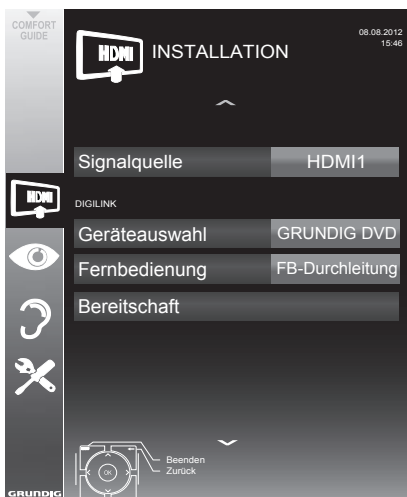 COMFORT
GUIDE
HDMI
INSTALLATION
08.08.2012
15:46
Signalquelle
HDMI1
HDMI
DIGILINK
Geräteauswahl
GRUNDIG DVD
Fernbedienung
FB-Durchleitung
Bereitschaft
Beenden
Zurück
OK
GRUNDIG